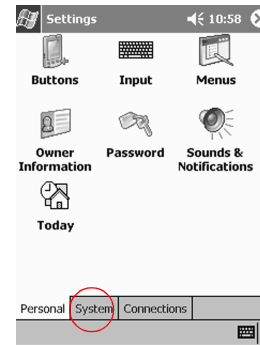 Settings 10:58
Buttons Input Menus
Owner Information Password Sounds & Notifications
Today
Personal System Connections